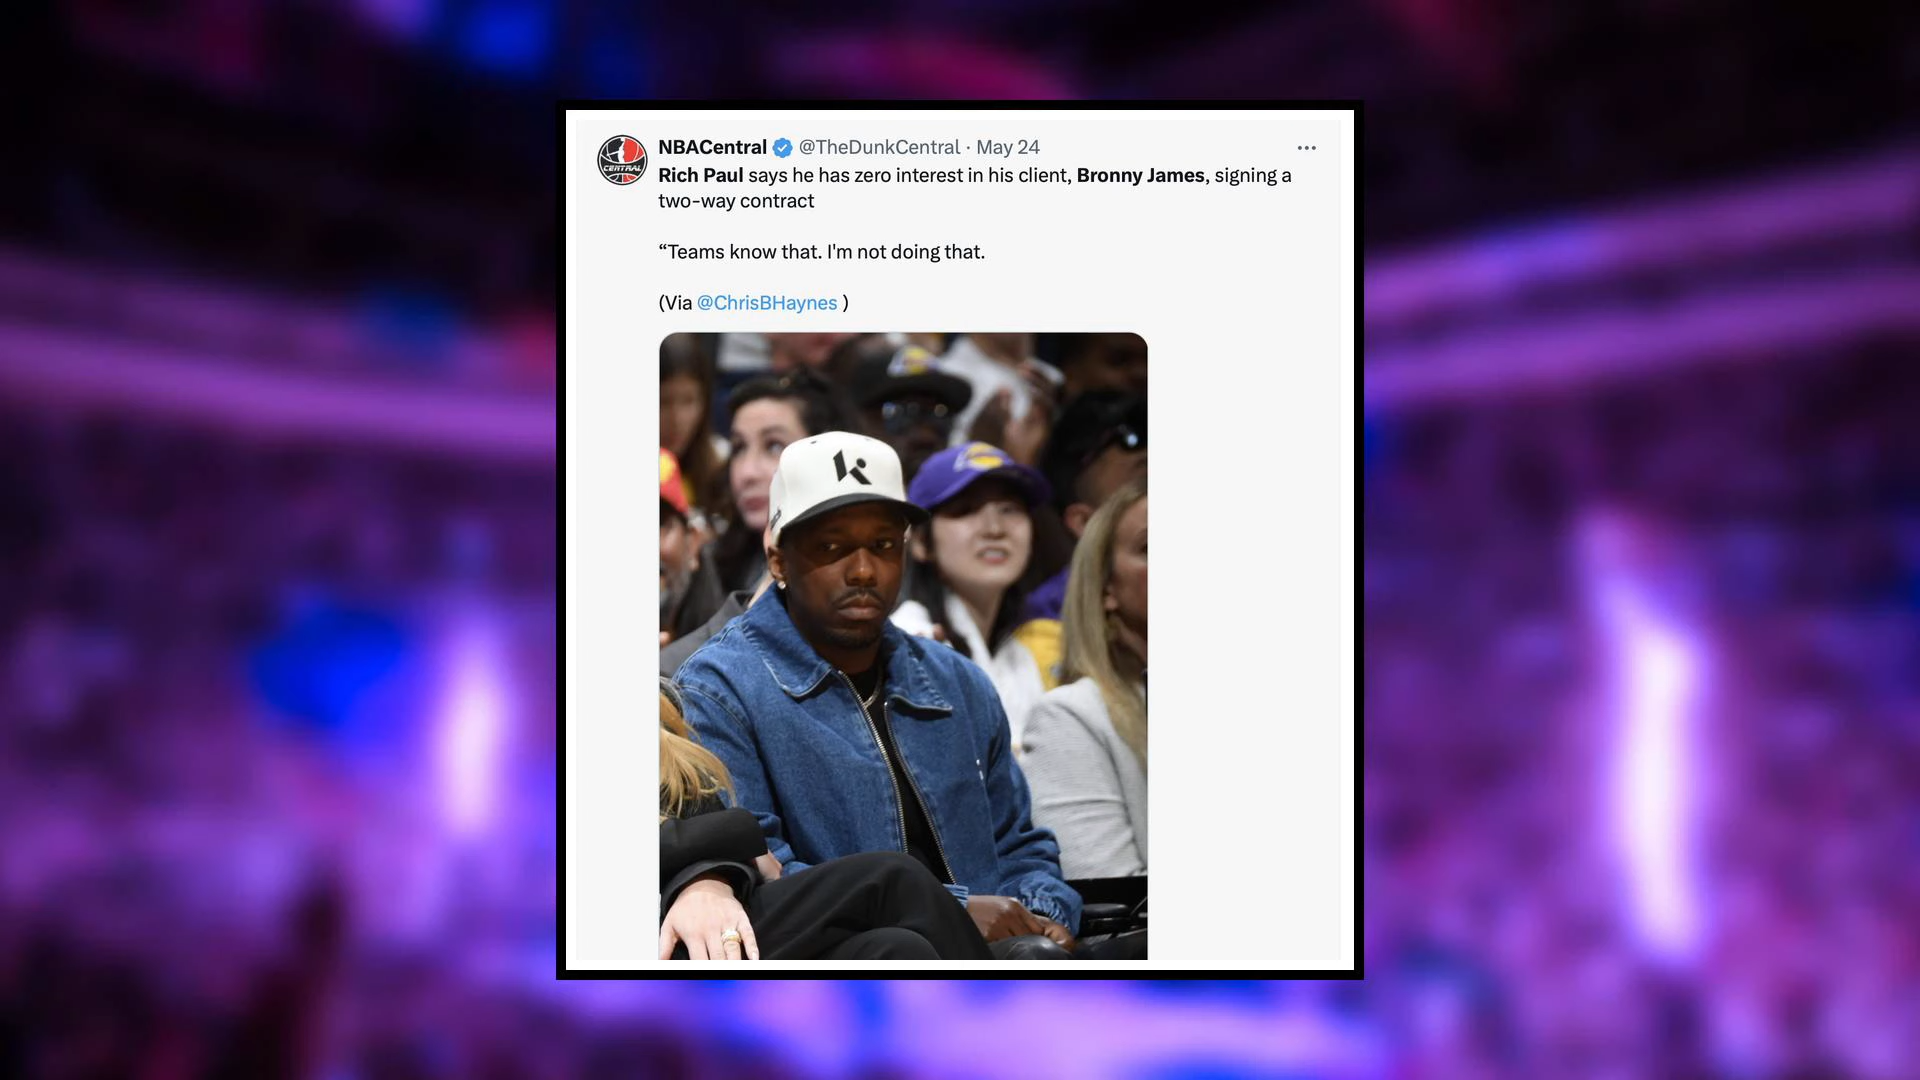 NBACentral @TheDunkCentral · May 24
Rich Paul says he has zero interest in his client, Bronny James, signing a
two-way contract
“Teams know that. I'm not doing that.
(Via @ChrisBHaynes )
CENTRAL
k